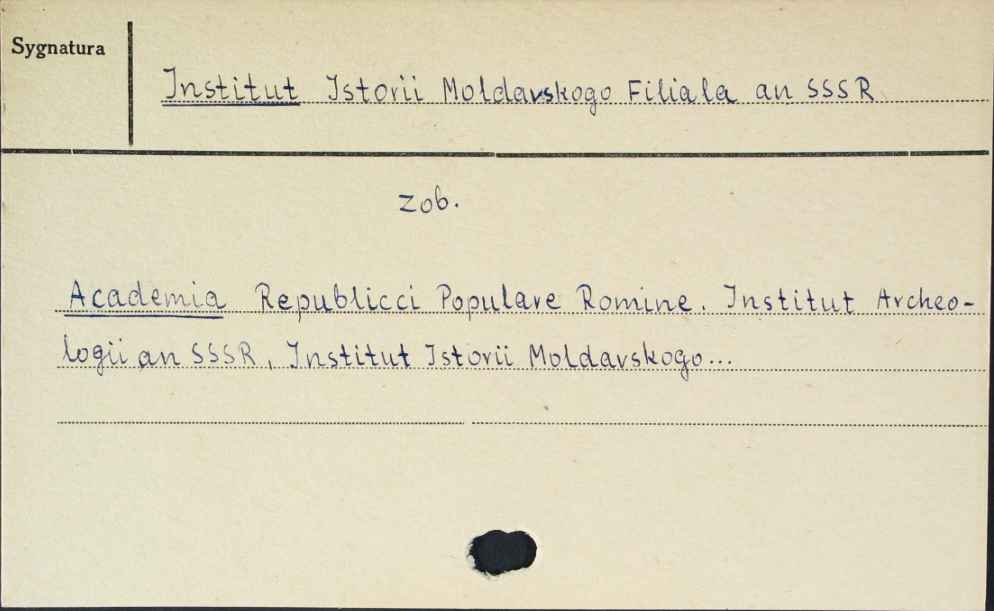 Sygnatura
Institut Istorii Moldavskogo Filiala an SSSR
zob.
Academia Republicci Populare Romine. Institut Archeo-
logii an SSSR, Institut Istorii Moldavskogo...